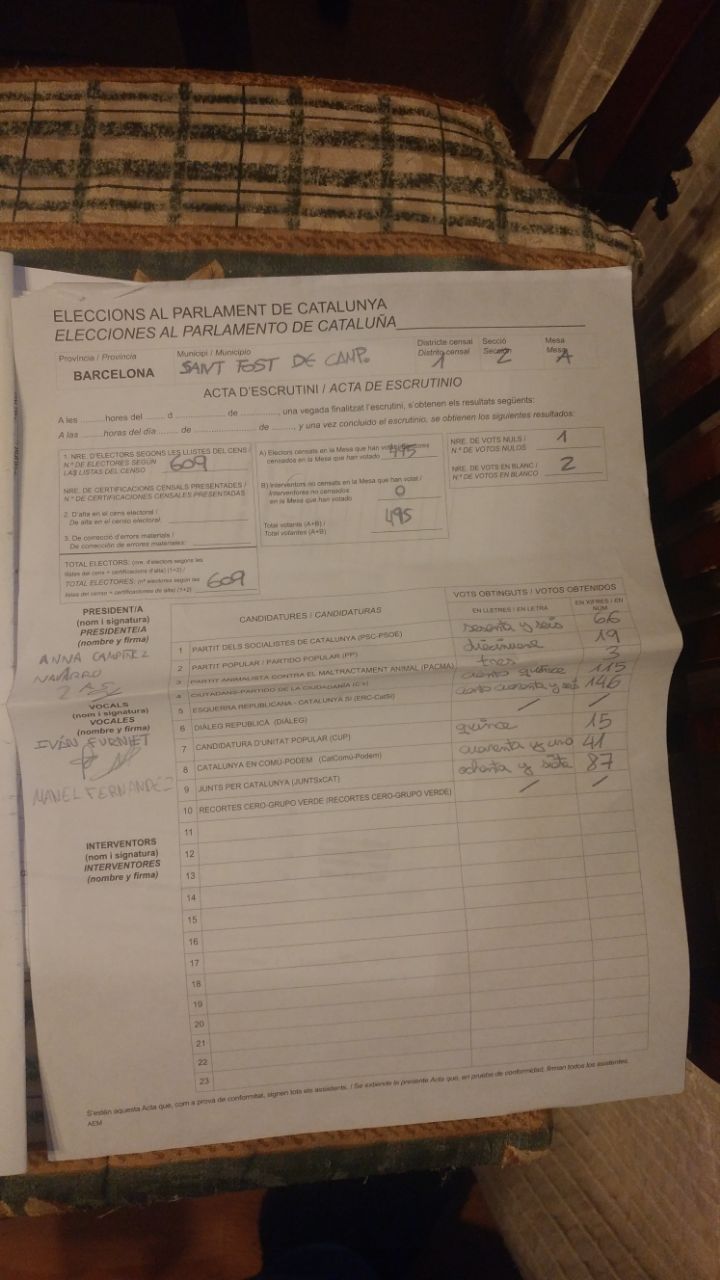 ELECCIONS AL PARLAMENT DE CATALUNYA
ELECCIONES AL PARLAMENTO DE CATALUÑA
Província / Provincia
BARCELONA
Municipi / Municipio
SAINT FOST DE CAMP.
Districte censal
Distrito censal
1
Secció
Sección
2
Mesa
Mesa
A
ACTA D'ESCRUTINI / ACTA DE ESCRUTINIO
A les ........hores del ...... d ............... de ............., una vegada finalitzat l'escrutini, s'obtenen els resultats següents:
A las ........horas del día...... de ............... de ............., y una vez concluido el escrutinio, se obtienen los siguientes resultados:
1. NRE. D'ELECTORS SEGONS LES LLISTES DEL CENS /
N.º DE ELECTORES SEGÚN
LAS LISTAS DEL CENSO
609
NRE. DE CERTIFICACIONS CENSALS PRESENTADES /
N.º DE CERTIFICACIONES CENSALES PRESENTADAS
2. D'alta en el cens electoral /
De alta en el censo electoral:
3. De correcció d'errors materials /
De corrección de errores materiales:
TOTAL ELECTORS: (nre. d'electors segons les
llistes del cens + certificacions d'alta) (1+2) /
TOTAL ELECTORES: (nº electores según las
listas del censo + certificaciones de alta) (1+2)
609
A) Electors censats en la Mesa que han votat / Electores
censados en la Mesa que han votado
495
B) Interventors no censats en la Mesa que han votat /
Interventores no censados
en la Mesa que han votado
0
Total votants (A+B) /
Total votantes (A+B)
495
NRE. DE VOTS NULS /
N.º DE VOTOS NULOS
1
NRE. DE VOTS EN BLANC /
N.º DE VOTOS EN BLANCO
2
PRESIDENT/A
(nom i signatura)
PRESIDENTE/A
(nombre y firma)
ANNA
NAVARRO
VOCALS
(nom i signatura)
VOCALES
(nombre y firma)
IVÁN FURNIET
MANEL FERNANDEZ
INTERVENTORS
(nom i signatura)
INTERVENTORES
(nombre y firma)
CANDIDATURES / CANDIDATURAS
VOTS OBTINGUTS / VOTOS OBTENIDOS
EN LLETRES / EN LETRA
EN XIFRES / EN NÚM
1 PARTIT DELS SOCIALISTES DE CATALUNYA (PSC-PSOE) sesenta y seis 66
2 PARTIT POPULAR / PARTIDO POPULAR (PP) diecinueve 19
3 PARTIT ANIMALISTA CONTRA EL MALTRACTAMENT ANIMAL (PACMA) tres 3
4 CIUTADANS-PARTIDO DE LA CIUDADANÍA (C's) ciento quince 115
5 ESQUERRA REPUBLICANA - CATALUNYA SÍ (ERC-CatSí) ciento cuarenta y seis 146
6 DIÀLEG REPUBLICÀ (DIÀLEG) / /
7 CANDIDATURA D'UNITAT POPULAR (CUP) quince 15
8 CATALUNYA EN COMÚ-PODEM (CatComú-Podem) cuarenta y uno 41
9 JUNTS PER CATALUNYA (JUNTSxCAT) ochenta y siete 87
10 RECORTES CERO-GRUPO VERDE (RECORTES CERO-GRUPO VERDE) / /
11
12
13
14
15
16
17
18
19
20
21
22
23
S'estén aquesta Acta que, com a prova de conformitat, signen tots els assistents. / Se extiende la presente Acta que, en prueba de conformidad, firman todos los asistentes.
AEM